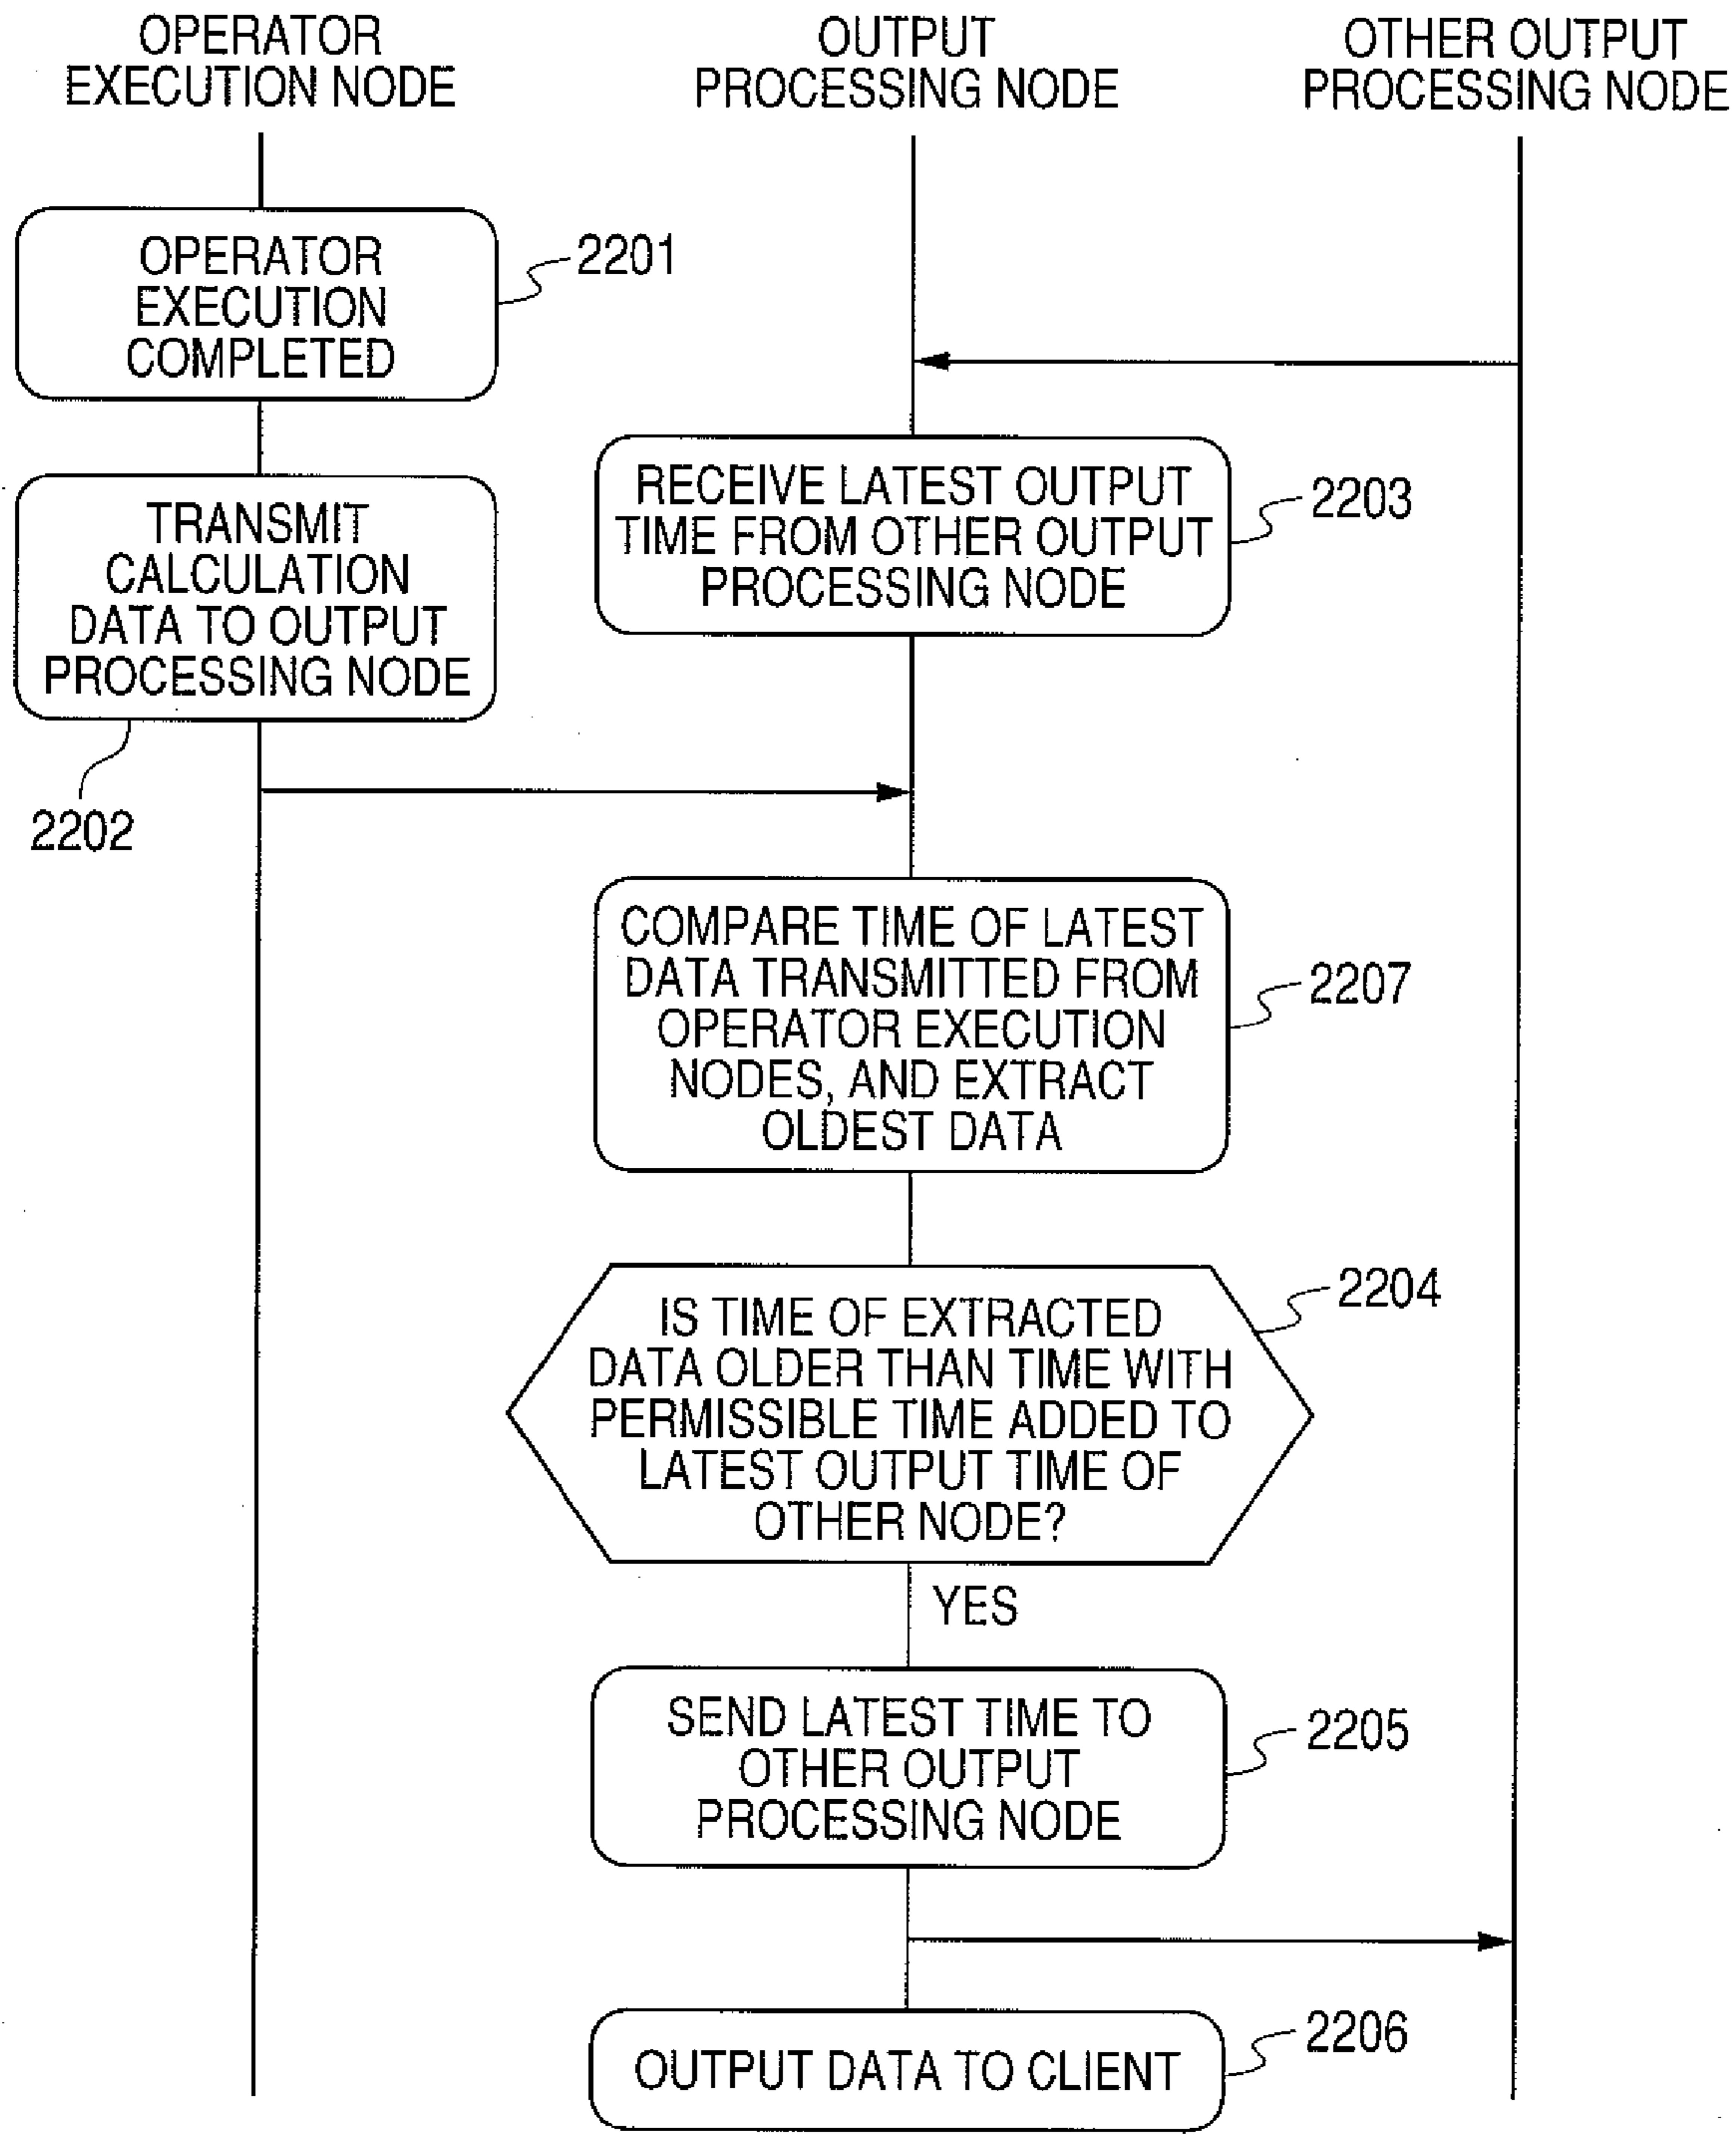 OPERATOR
EXECUTION NODE
OUTPUT
PROCESSING NODE
OTHER OUTPUT
PROCESSING NODE
OPERATOR
EXECUTION
COMPLETED
2201
TRANSMIT
CALCULATION
DATA TO OUTPUT
PROCESSING NODE
2202
RECEIVE LATEST OUTPUT
TIME FROM OTHER OUTPUT
PROCESSING NODE
2203
COMPARE TIME OF LATEST
DATA TRANSMITTED FROM
OPERATOR EXECUTION
NODES, AND EXTRACT
OLDEST DATA
2207
IS TIME OF EXTRACTED
DATA OLDER THAN TIME WITH
PERMISSIBLE TIME ADDED TO
LATEST OUTPUT TIME OF
OTHER NODE?
2204
YES
SEND LATEST TIME TO
OTHER OUTPUT
PROCESSING NODE
2205
OUTPUT DATA TO CLIENT
2206